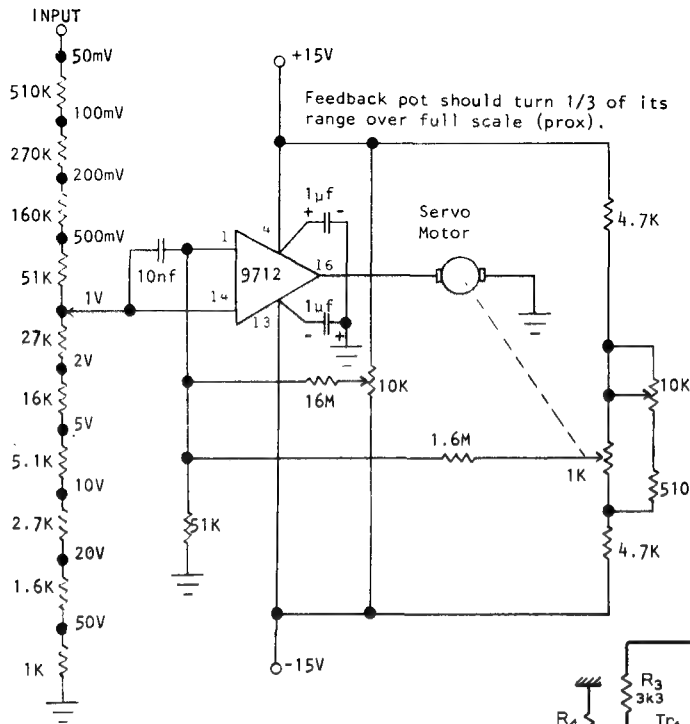 INPUT
50mV
510K
100mV
270K
200mV
160K
500mV
51K
1V
27K
2V
16K
5V
5.1K
10V
2.7K
20V
1.6K
50V
1K
+15V
Feedback pot should turn 1/3 of its
range over full scale (prox).
10nf
1
4
1µf
+ -
9712
16
14
13
1µf
- +
Servo
Motor
4.7K
16M
10K
10K
1.6M
1K
510
51K
4.7K
-15V
R3
3k3
R4
Tr1